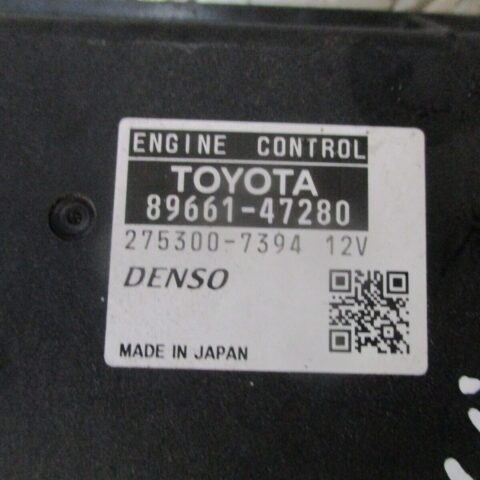 ENGINE CONTROL
TOYOTA
89661-47280
275300-7394 12V
DENSO
MADE IN JAPAN